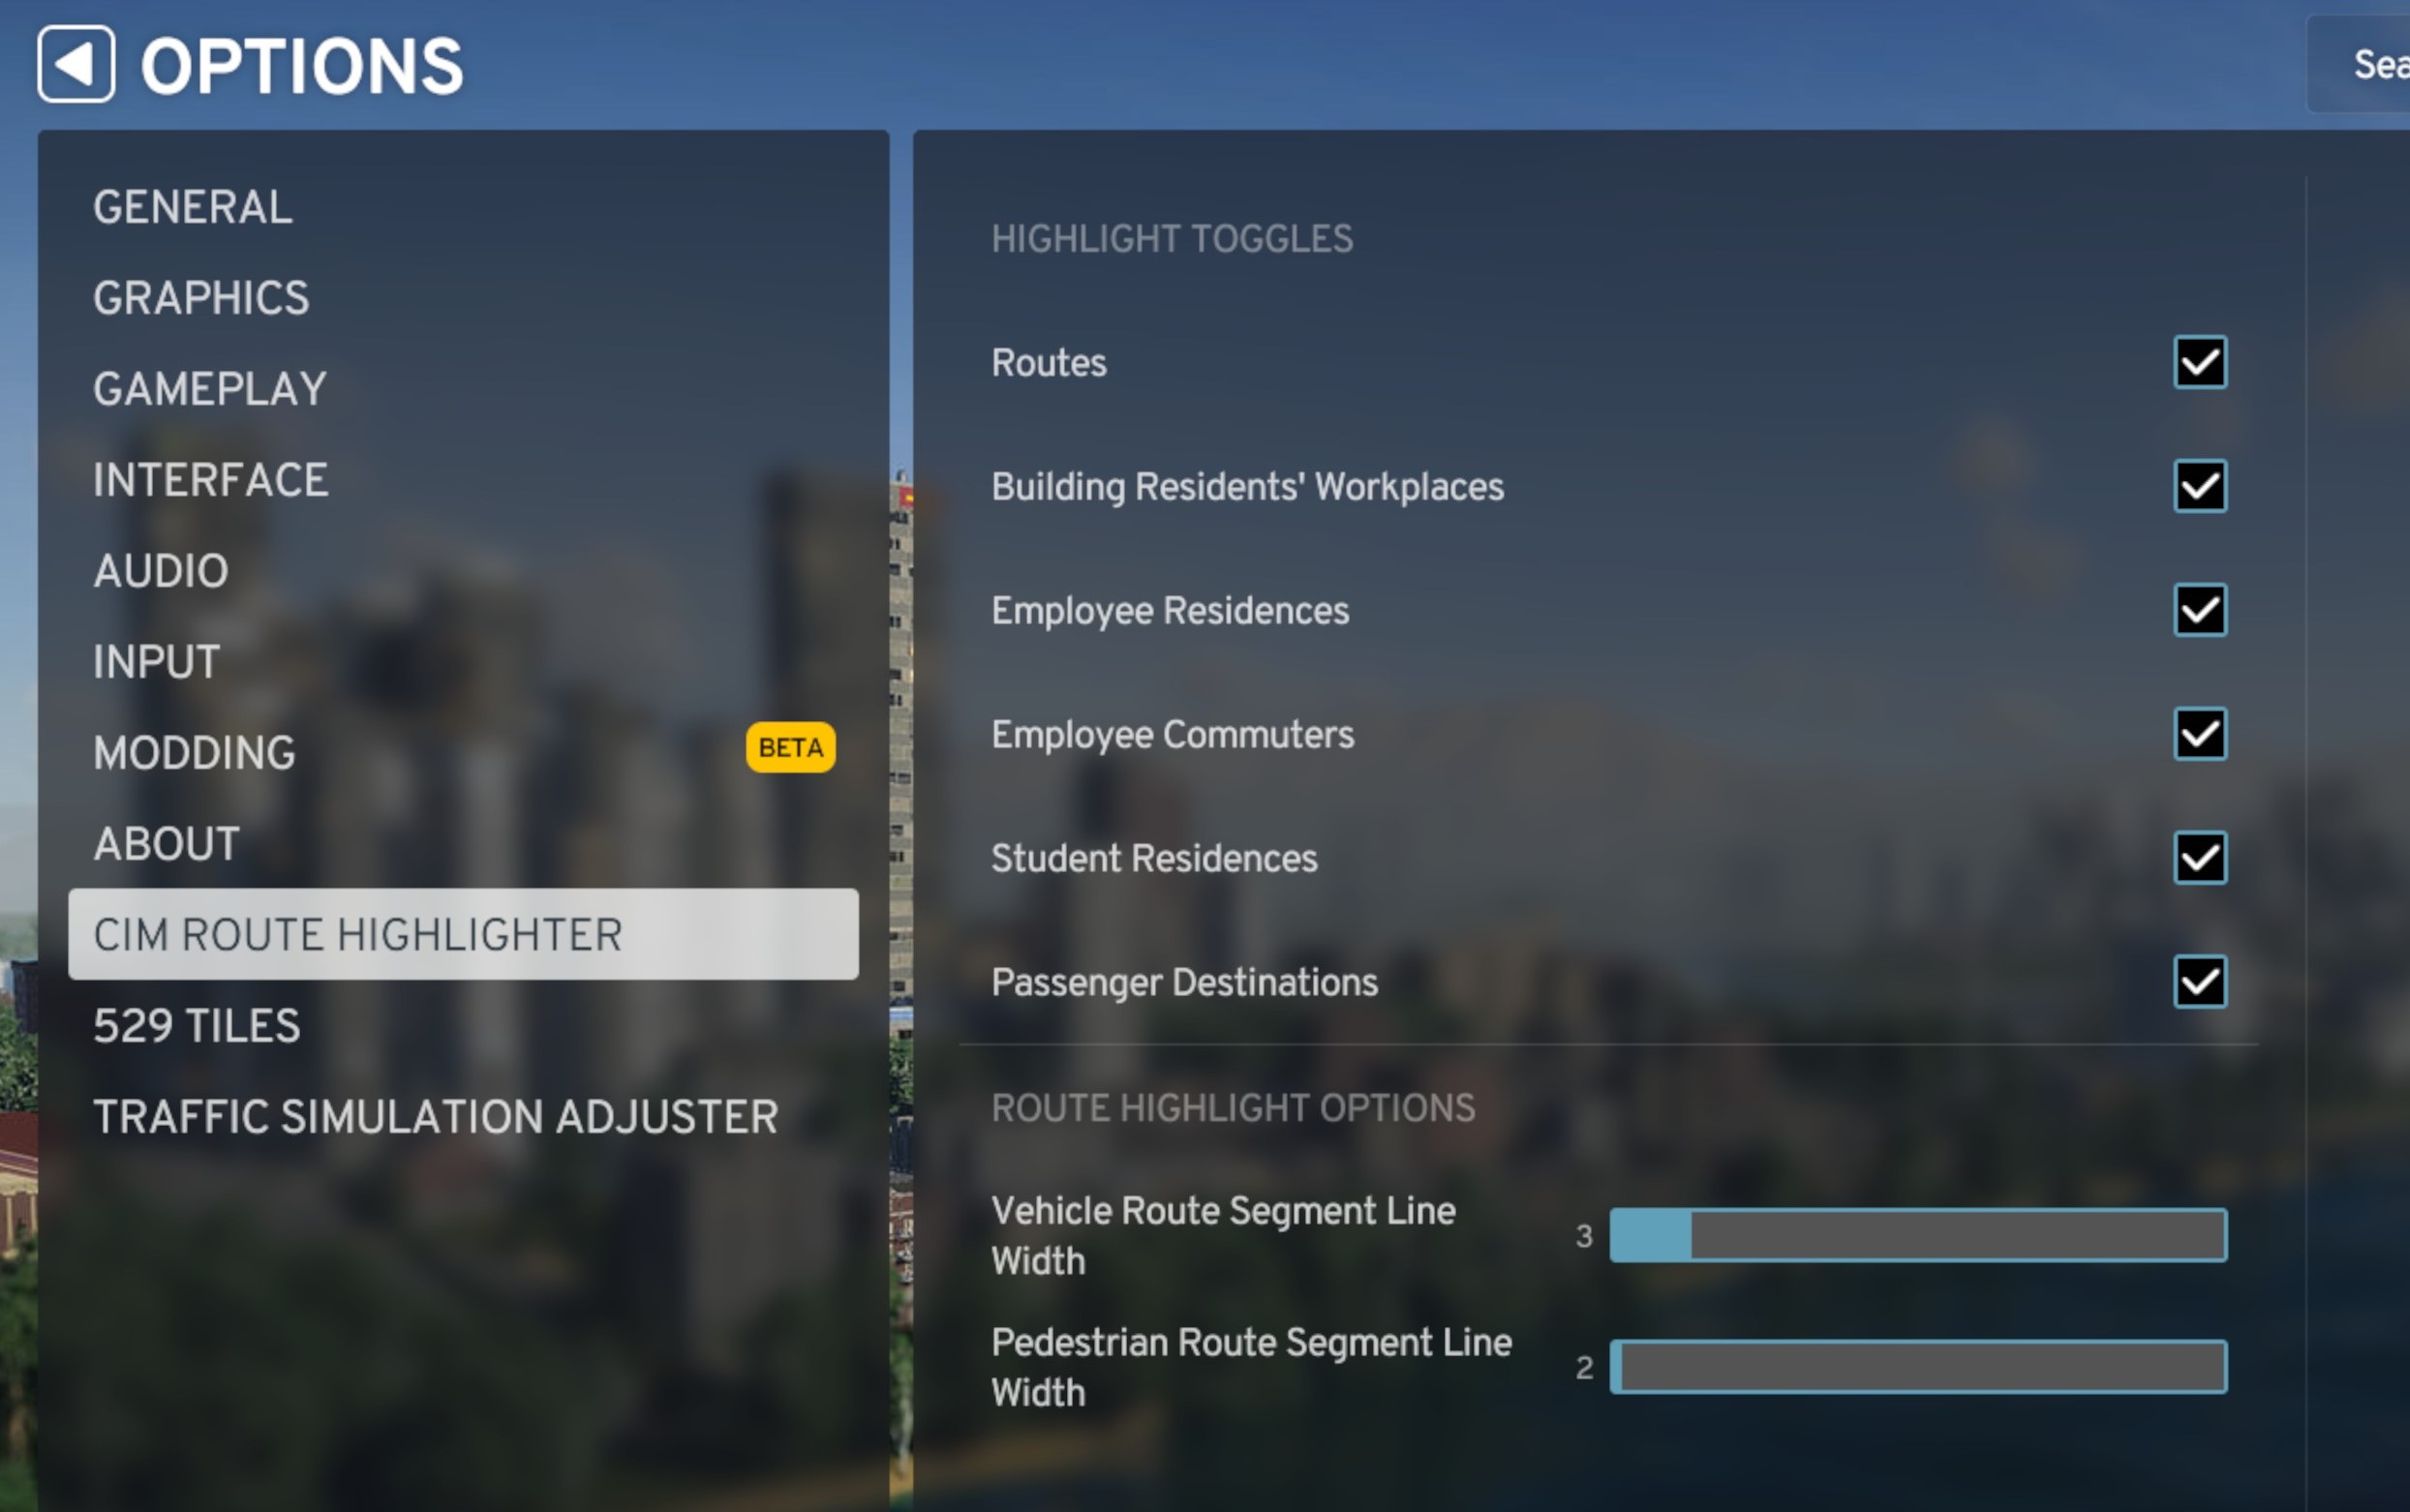 OPTIONS
GENERAL
GRAPHICS
GAMEPLAY
INTERFACE
AUDIO
INPUT
MODDING
BETA
ABOUT
CIM ROUTE HIGHLIGHTER
529 TILES
TRAFFIC SIMULATION ADJUSTER
HIGHLIGHT TOGGLES
Routes
Building Residents' Workplaces
Employee Residences
Employee Commuters
Student Residences
Passenger Destinations
ROUTE HIGHLIGHT OPTIONS
Vehicle Route Segment Line
Width
3
Pedestrian Route Segment Line
Width
2